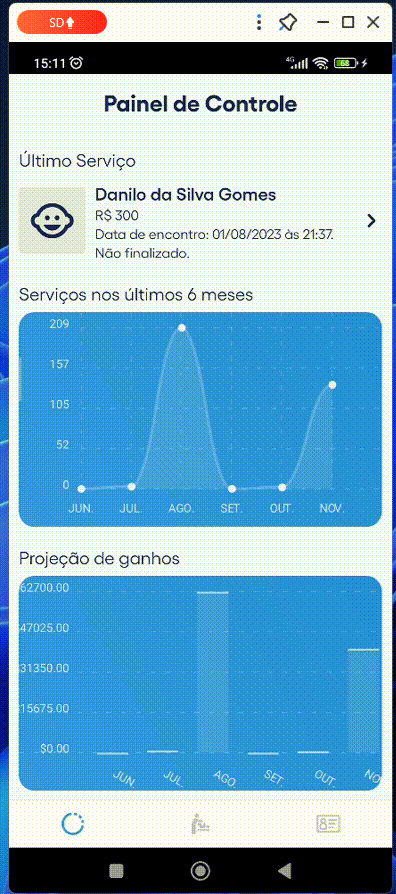 SD
15:11
4G
68
Painel de Controle
Último Serviço
Danilo da Silva Gomes
R$ 300
Data de encontro: 01/08/2023 às 21:37.
Não finalizado.
Serviços nos últimos 6 meses
209
157
105
52
0
JUN. JUL. AGO. SET. OUT. NOV.
Projeção de ganhos
62700.00
47025.00
31350.00
15675.00
$0.00
JUN. JUL. AGO. SET. OUT. NO